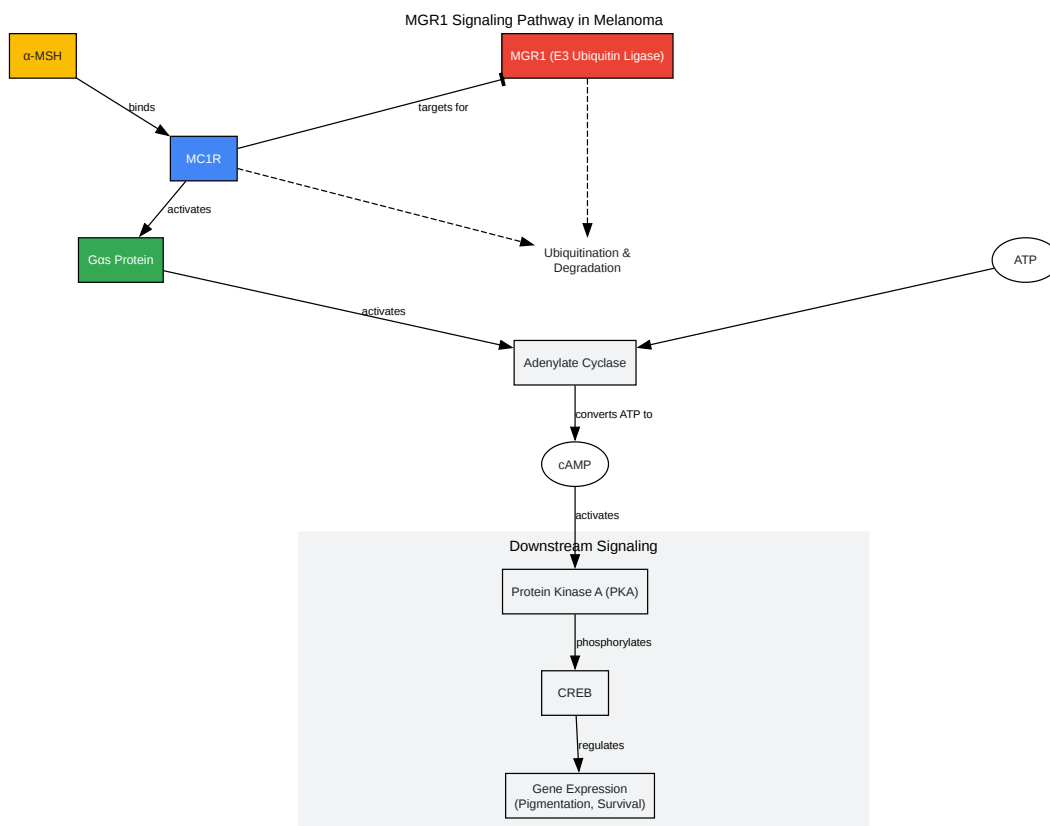 MGR1 Signaling Pathway in Melanoma
α-MSH
MGR1 (E3 Ubiquitin Ligase)
binds
targets for
MC1R
activates
Gαs Protein
Ubiquitination &
Degradation
ATP
activates
Adenylate Cyclase
converts ATP to
cAMP
activates
Downstream Signaling
Protein Kinase A (PKA)
phosphorylates
CREB
regulates
Gene Expression
(Pigmentation, Survival)